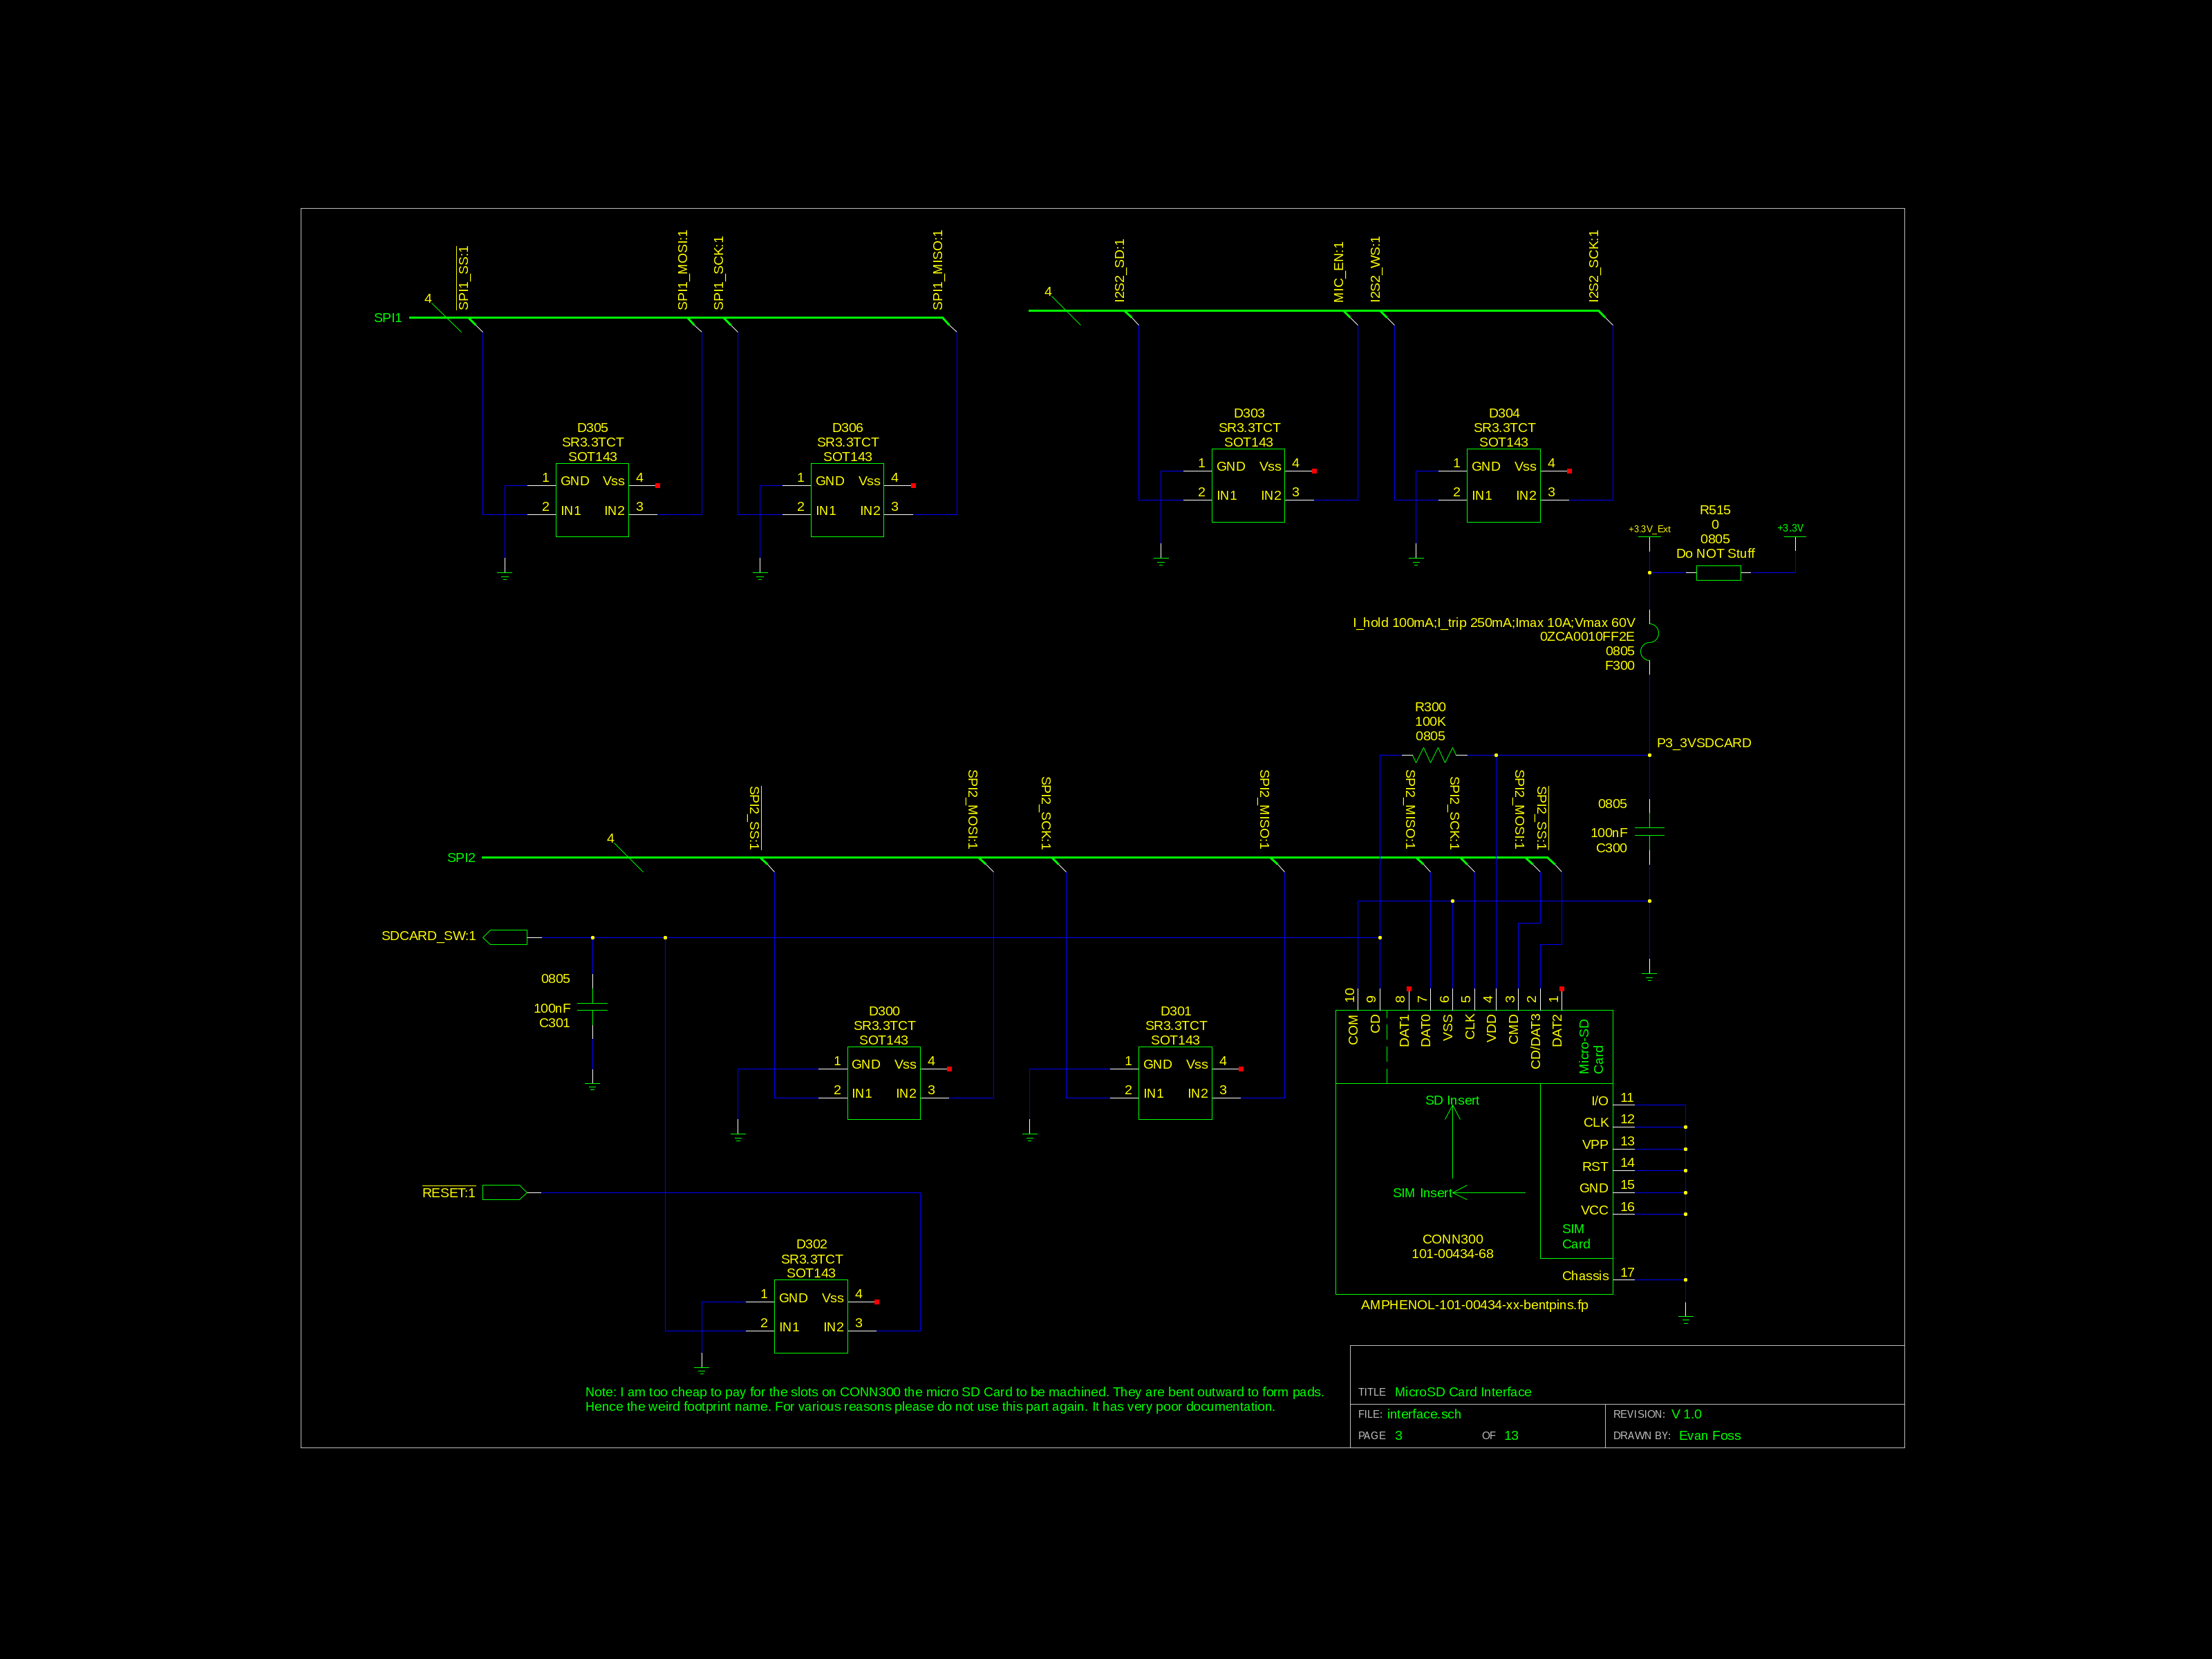 SPI1
4
SPI1_SS:1
SPI1_MOSI:1
SPI1_SCK:1
SPI1_MISO:1
4
I2S2_SD:1
MIC_EN:1
I2S2_WS:1
I2S2_SCK:1
D305
SR3.3TCT
SOT143
1 GND Vss 4
2 IN1 IN2 3
D306
SR3.3TCT
SOT143
1 GND Vss 4
2 IN1 IN2 3
D303
SR3.3TCT
SOT143
1 GND Vss 4
2 IN1 IN2 3
D304
SR3.3TCT
SOT143
1 GND Vss 4
2 IN1 IN2 3
+3.3V_Ext
R515
0
0805
Do NOT Stuff
+3.3V
I_hold 100mA;I_trip 250mA;Imax 10A;Vmax 60V
0ZCA0010FF2E
0805
F300
R300
100K
0805
P3_3VSDCARD
0805
100nF
C300
SPI2
4
SPI2_SS:1
SPI2_MOSI:1
SPI2_SCK:1
SPI2_MISO:1
SPI2_MISO:1
SPI2_SCK:1
SPI2_MOSI:1
SPI2_SS:1
SDCARD_SW:1
0805
100nF
C301
D300
SR3.3TCT
SOT143
1 GND Vss 4
2 IN1 IN2 3
D301
SR3.3TCT
SOT143
1 GND Vss 4
2 IN1 IN2 3
10 9 8 7 6 5 4 3 2 1
COM CD DAT1 DAT0 VSS CLK VDD CMD CD/DAT3 DAT2
Micro-SD
Card
SD Insert
SIM Insert
I/O 11
CLK 12
VPP 13
RST 14
GND 15
VCC 16
SIM
Card
Chassis 17
CONN300
101-00434-68
AMPHENOL-101-00434-xx-bentpins.fp
RESET:1
D302
SR3.3TCT
SOT143
1 GND Vss 4
2 IN1 IN2 3
Note: I am too cheap to pay for the slots on CONN300 the micro SD Card to be machined. They are bent outward to form pads.
Hence the weird footprint name. For various reasons please do not use this part again. It has very poor documentation.
TITLE MicroSD Card Interface
FILE: interface.sch REVISION: V 1.0
PAGE 3 OF 13 DRAWN BY: Evan Foss